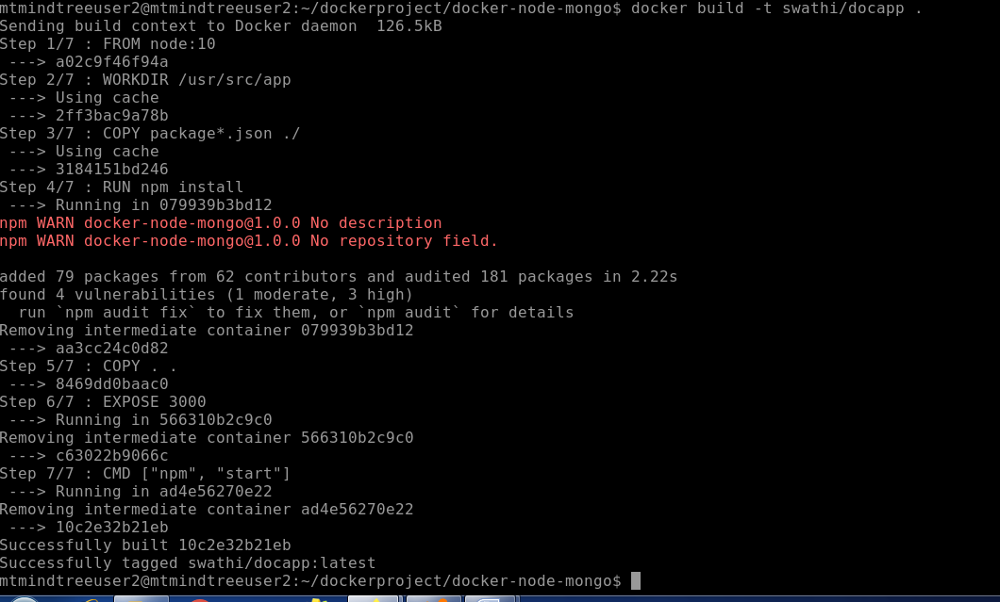 mtmindtreeuser2@mtmindtreeuser2:~/dockerproject/docker-node-mongo$ docker build -t swathi/docapp .
Sending build context to Docker daemon  126.5kB
Step 1/7 : FROM node:10
 ---> a02c9f46f94a
Step 2/7 : WORKDIR /usr/src/app
 ---> Using cache
 ---> 2ff3bac9a78b
Step 3/7 : COPY package*.json ./
 ---> Using cache
 ---> 3184151bd246
Step 4/7 : RUN npm install
 ---> Running in 079939b3bd12
npm WARN docker-node-mongo@1.0.0 No description
npm WARN docker-node-mongo@1.0.0 No repository field.

added 79 packages from 62 contributors and audited 181 packages in 2.22s
found 4 vulnerabilities (1 moderate, 3 high)
  run `npm audit fix` to fix them, or `npm audit` for details
Removing intermediate container 079939b3bd12
 ---> aa3cc24c0d82
Step 5/7 : COPY . .
 ---> 8469dd0baac0
Step 6/7 : EXPOSE 3000
 ---> Running in 566310b2c9c0
Removing intermediate container 566310b2c9c0
 ---> c63022b9066c
Step 7/7 : CMD ["npm", "start"]
 ---> Running in ad4e56270e22
Removing intermediate container ad4e56270e22
 ---> 10c2e32b21eb
Successfully built 10c2e32b21eb
Successfully tagged swathi/docapp:latest
mtmindtreeuser2@mtmindtreeuser2:~/dockerproject/docker-node-mongo$